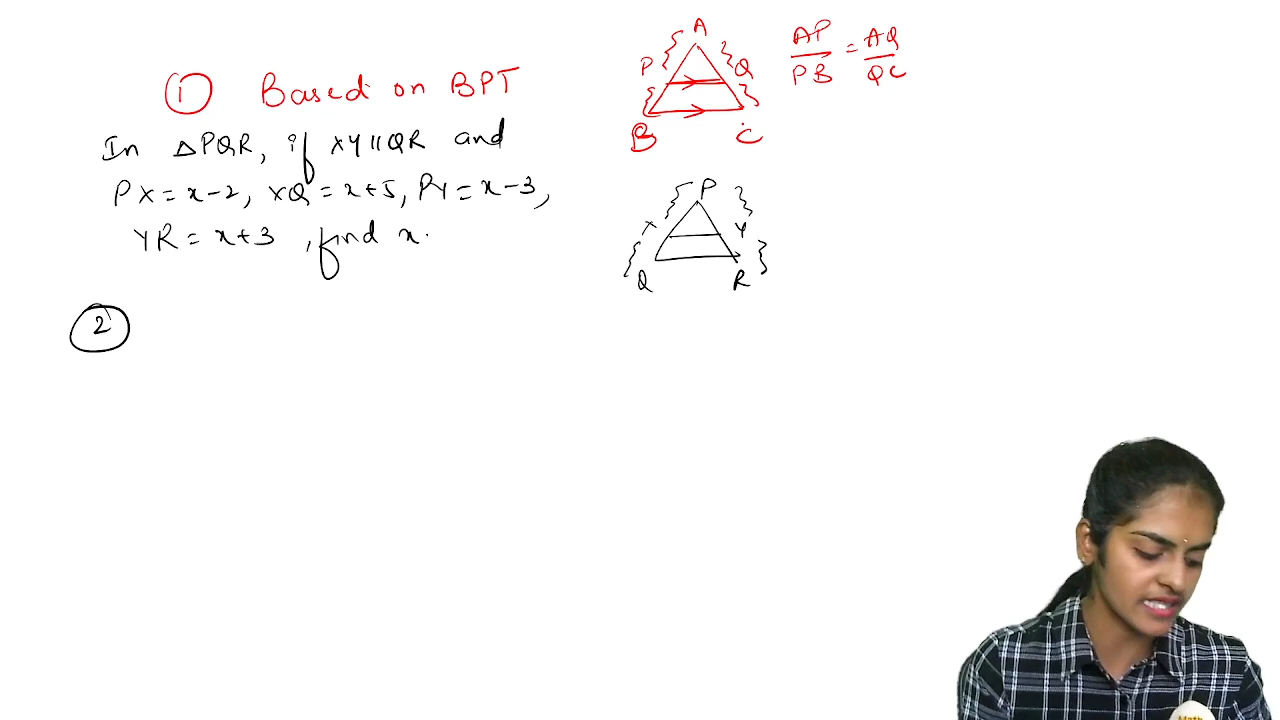 ① Based on BPT
In △PQR, if XY ∥ QR and
PX = x-2, XQ = x+5, PY = x-3,
YR = x+3, find x.
②
A
P Q
B C
AP/PB = AQ/QC
P
X Y
Q R
Math